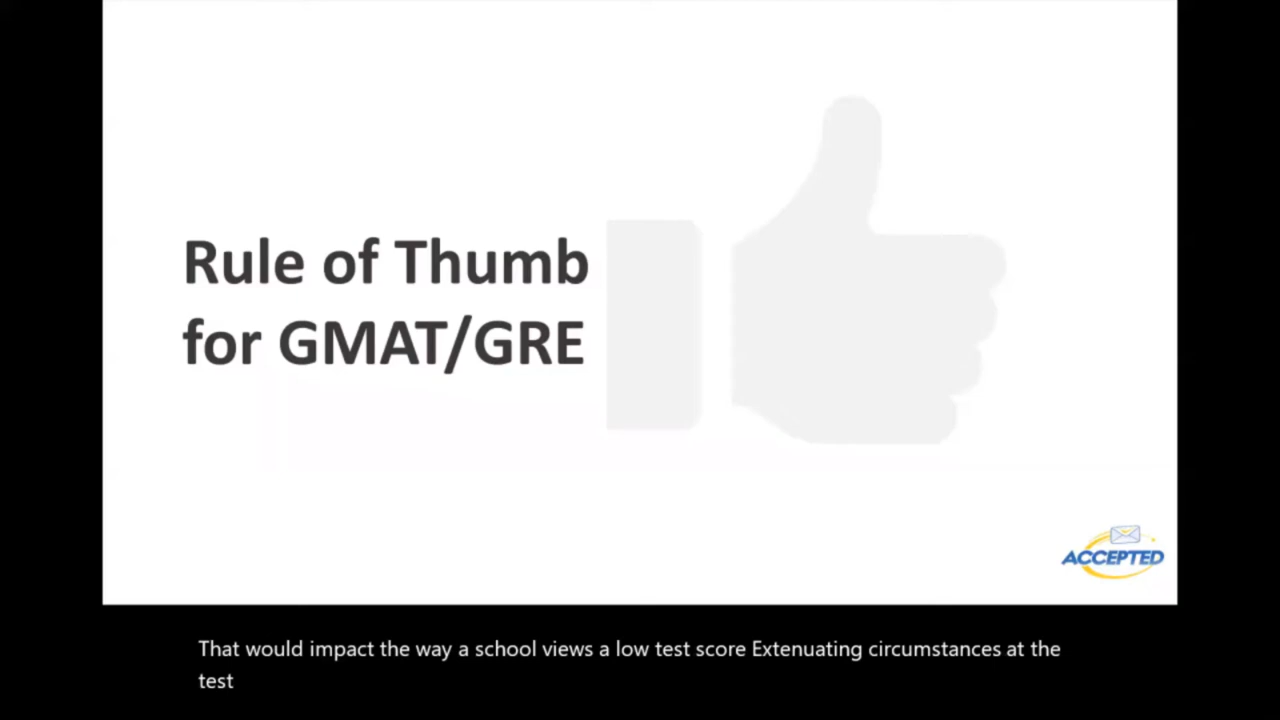 Rule of Thumb
for GMAT/GRE
ACCEPTED
That would impact the way a school views a low test score Extenuating circumstances at the
test